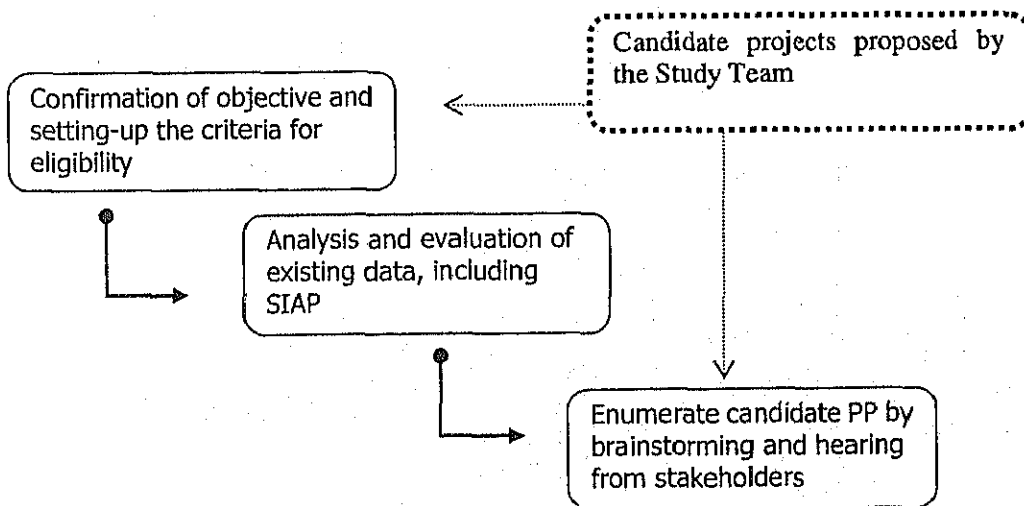 Candidate projects proposed by
the Study Team
Confirmation of objective and
setting-up the criteria for
eligibility
Analysis and evaluation of
existing data, including
SIAP
Enumerate candidate PP by
brainstorming and hearing
from stakeholders